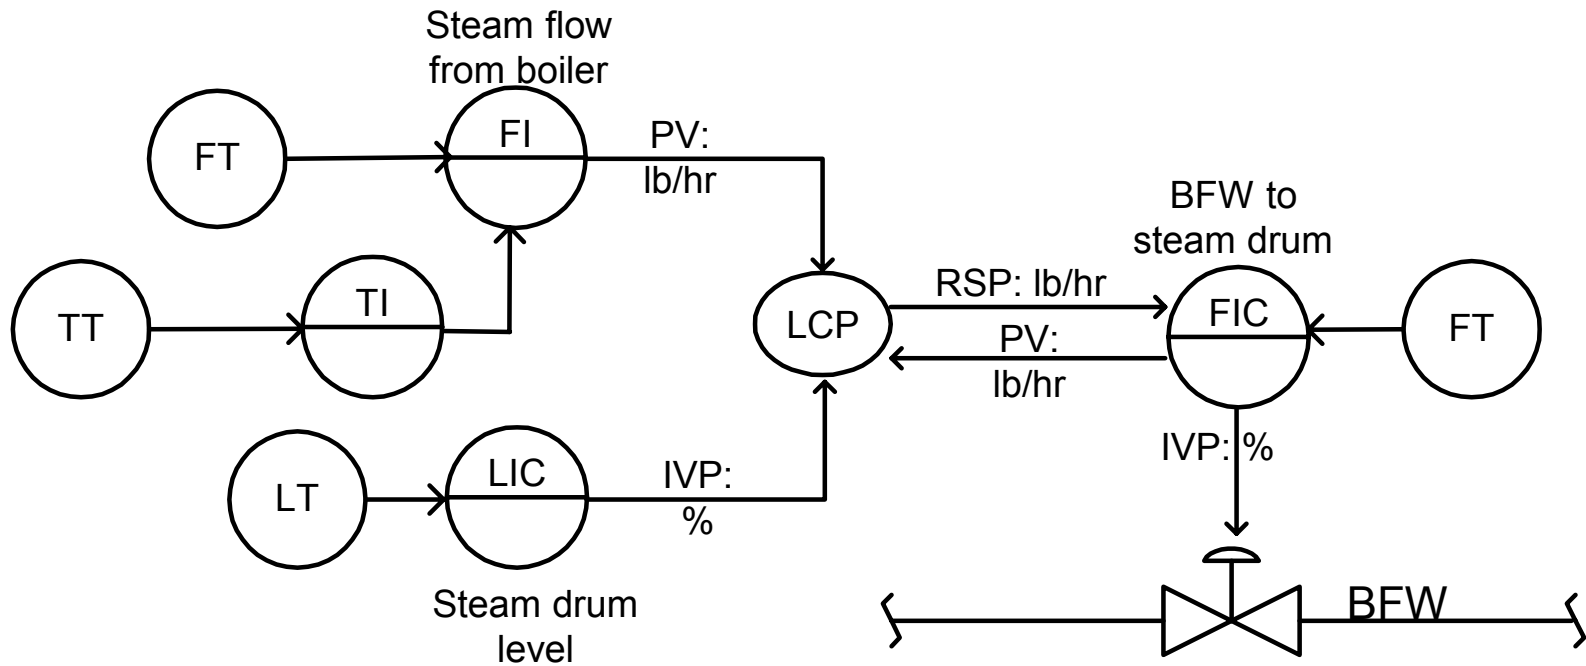 Steam flow
from boiler
FT
FI
PV:
lb/hr
BFW to
steam drum
TT
TI
LCP
RSP: lb/hr
PV:
lb/hr
FIC
FT
LT
LIC
IVP:
%
IVP: %
Steam drum
level
BFW